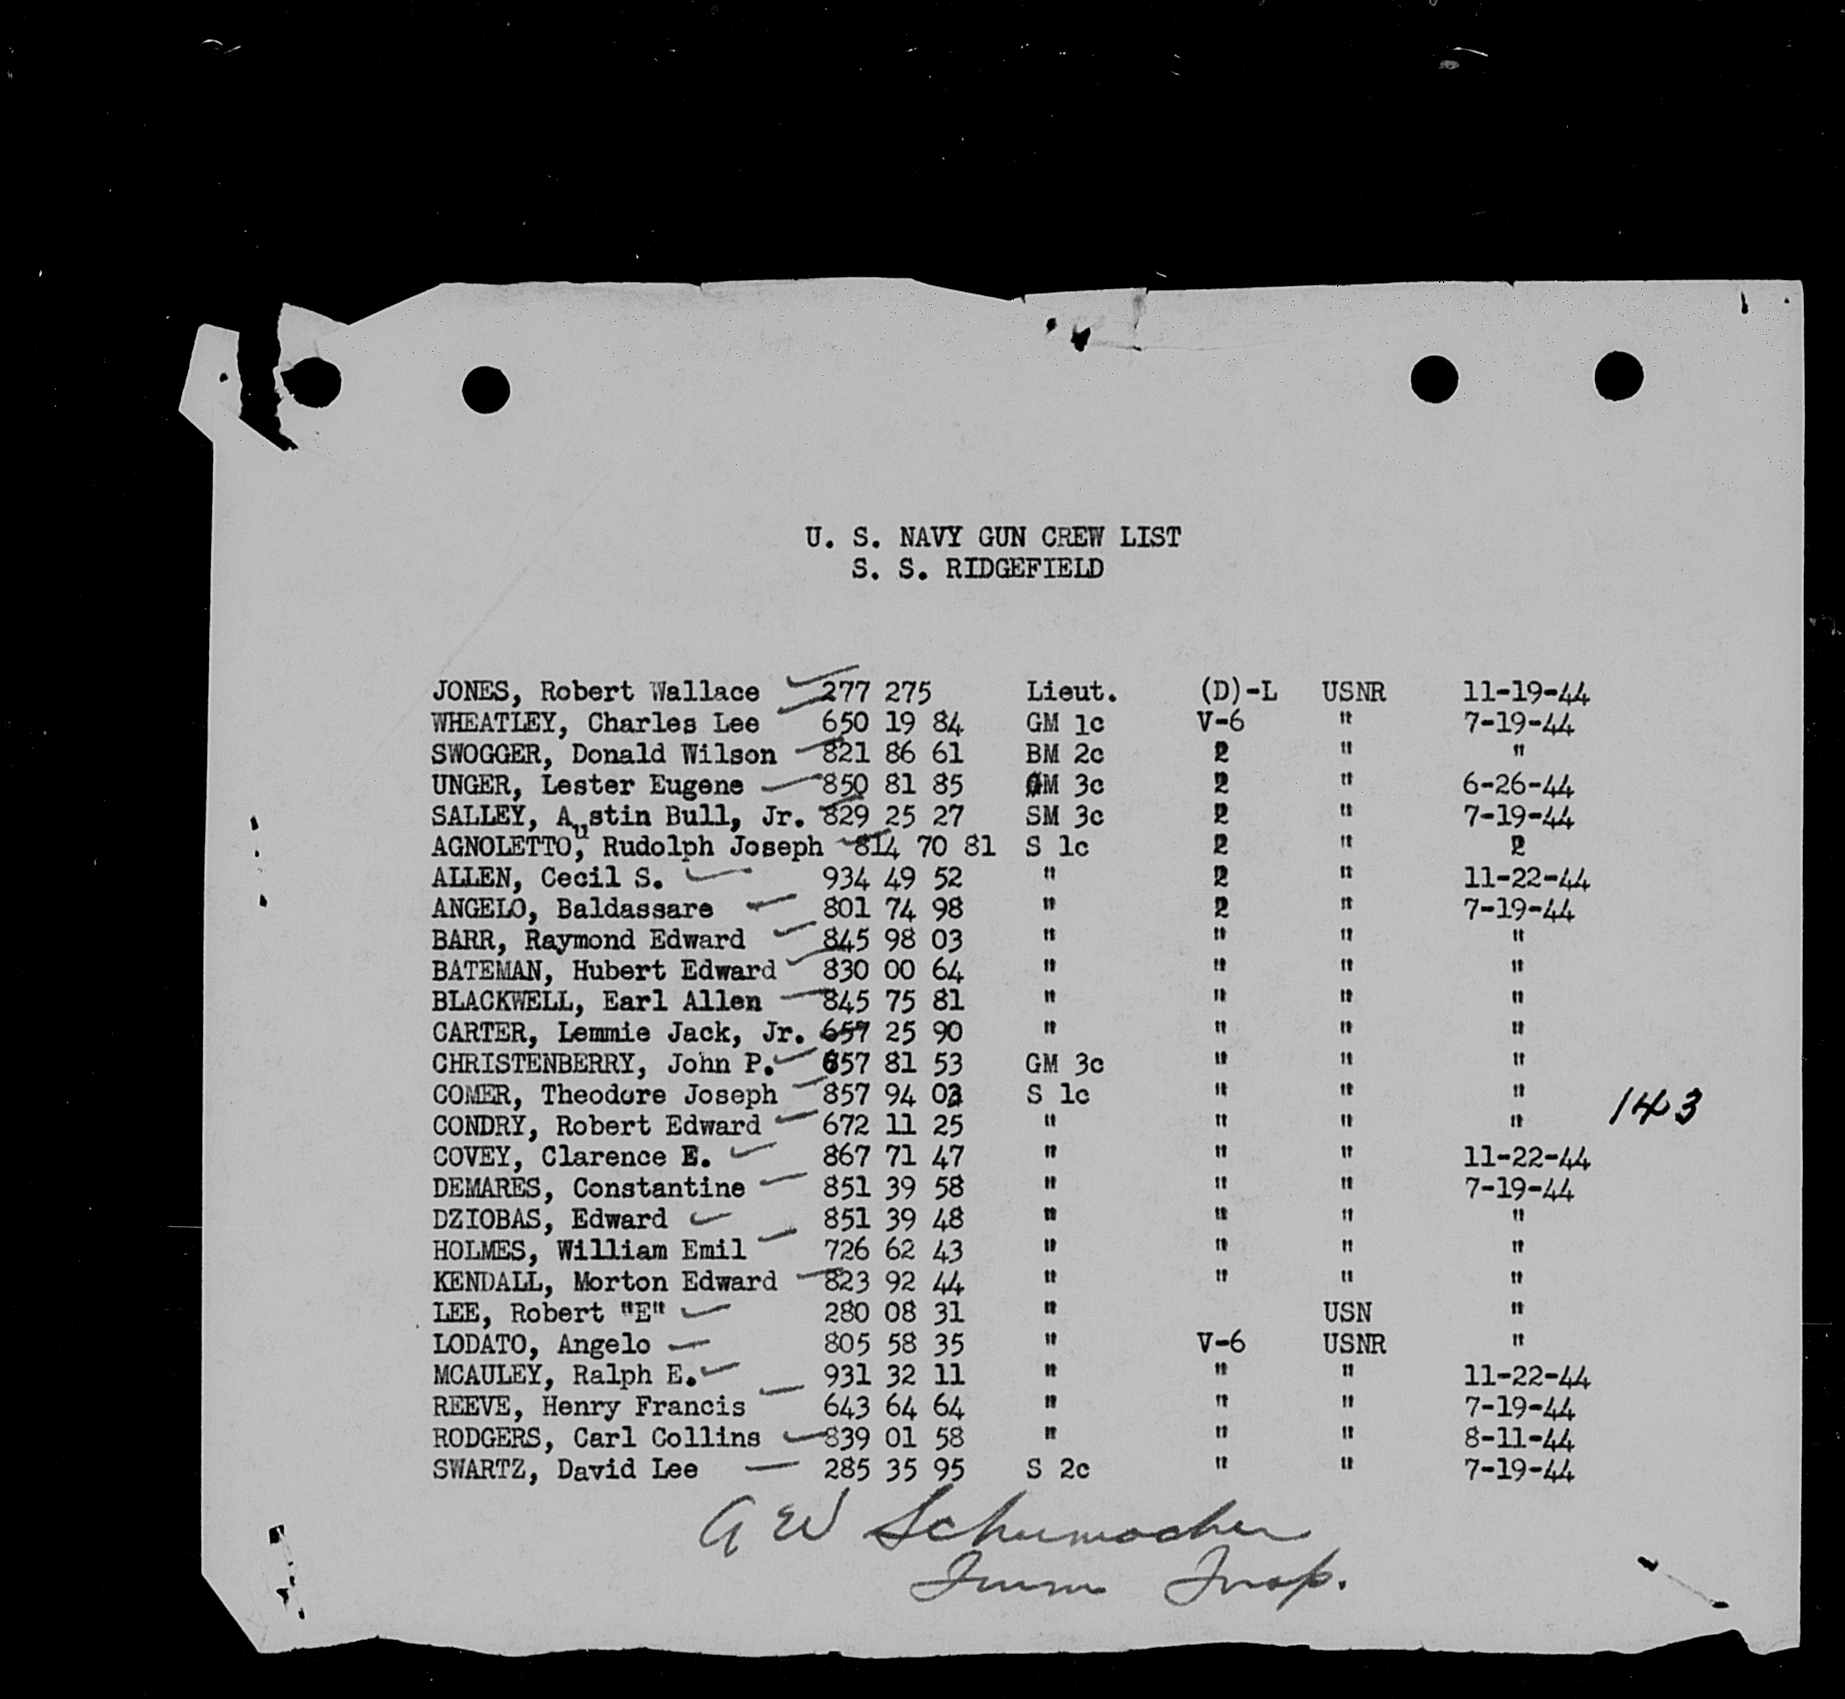 U. S. NAVY GUN CREW LIST
S. S. RIDGEFIELD
JONES, Robert Wallace 277 275 Lieut. (D)-L USNR 11-19-44
WHEATLEY, Charles Lee 650 19 84 GM 1c V-6 " 7-19-44
SWOGGER, Donald Wilson 821 86 61 BM 2c " " "
UNGER, Lester Eugene 850 81 85 GM 3c " " 6-26-44
SALLEY, Austin Bull, Jr. 829 25 27 SM 3c " " 7-19-44
AGNOLETTO, Rudolph Joseph 814 70 81 S 1c " " "
ALLEN, Cecil S. 934 49 52 " " " 11-22-44
ANGELO, Baldassare 801 74 98 " " " 7-19-44
BARR, Raymond Edward 845 98 03 " " " "
BATEMAN, Hubert Edward 830 00 64 " " " "
BLACKWELL, Earl Allen 845 75 81 " " " "
CARTER, Lemmie Jack, Jr. 657 25 90 " " " "
CHRISTENBERRY, John P. 657 81 53 GM 3c " " "
COMER, Theodore Joseph 857 94 03 S 1c " " "
143
CONDRY, Robert Edward 672 11 25 " " " "
COVEY, Clarence E. 867 71 47 " " " 11-22-44
DEMARES, Constantine 851 39 58 " " " 7-19-44
DZIOBAS, Edward 851 39 48 " " " "
HOLMES, William Emil 726 62 43 " " " "
KENDALL, Morton Edward 823 92 44 " " " "
LEE, Robert "E" 280 08 31 " USN "
LODATO, Angelo 805 58 35 " V-6 USNR "
MCAULEY, Ralph E. 931 32 11 " " " 11-22-44
REEVE, Henry Francis 643 64 64 " " " 7-19-44
RODGERS, Carl Collins 839 01 58 " " " 8-11-44
SWARTZ, David Lee 285 35 95 S 2c " " 7-19-44
A W Schumacher
Imm Insp.